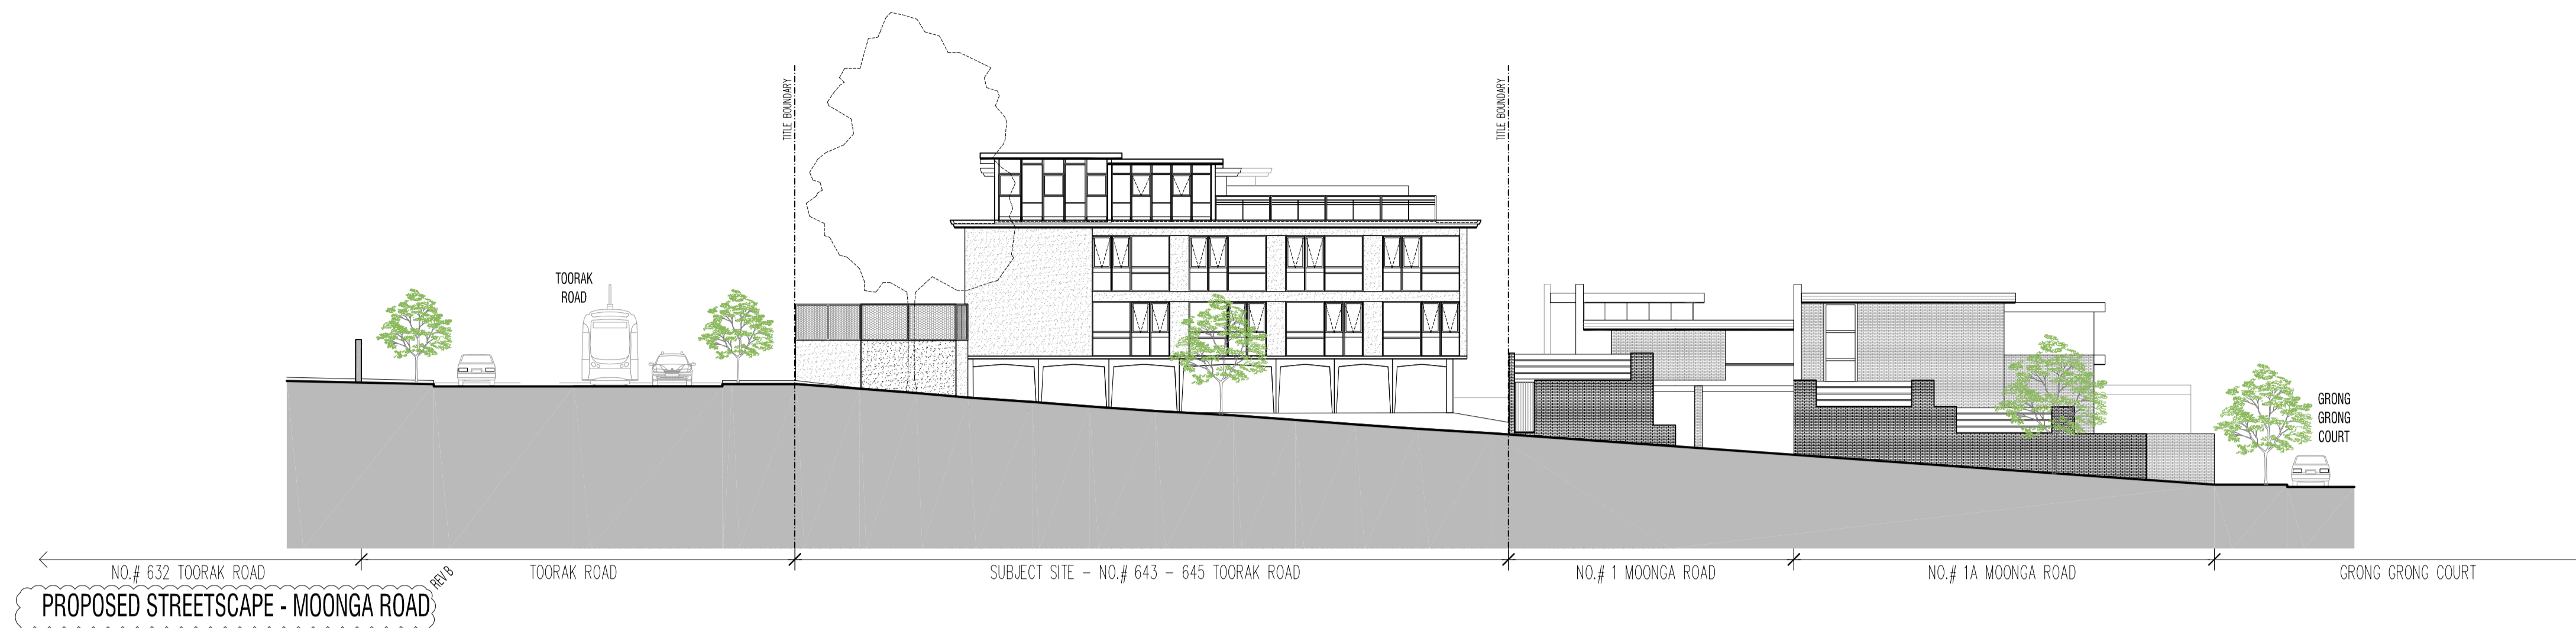 TITLE BOUNDARY
TITLE BOUNDARY
TOORAK
ROAD
GRONG
GRONG
COURT
NO.# 632 TOORAK ROAD
TOORAK ROAD
SUBJECT SITE - NO.# 643 - 645 TOORAK ROAD
NO.# 1 MOONGA ROAD
NO.# 1A MOONGA ROAD
GRONG GRONG COURT
REV B
PROPOSED STREETSCAPE - MOONGA ROAD